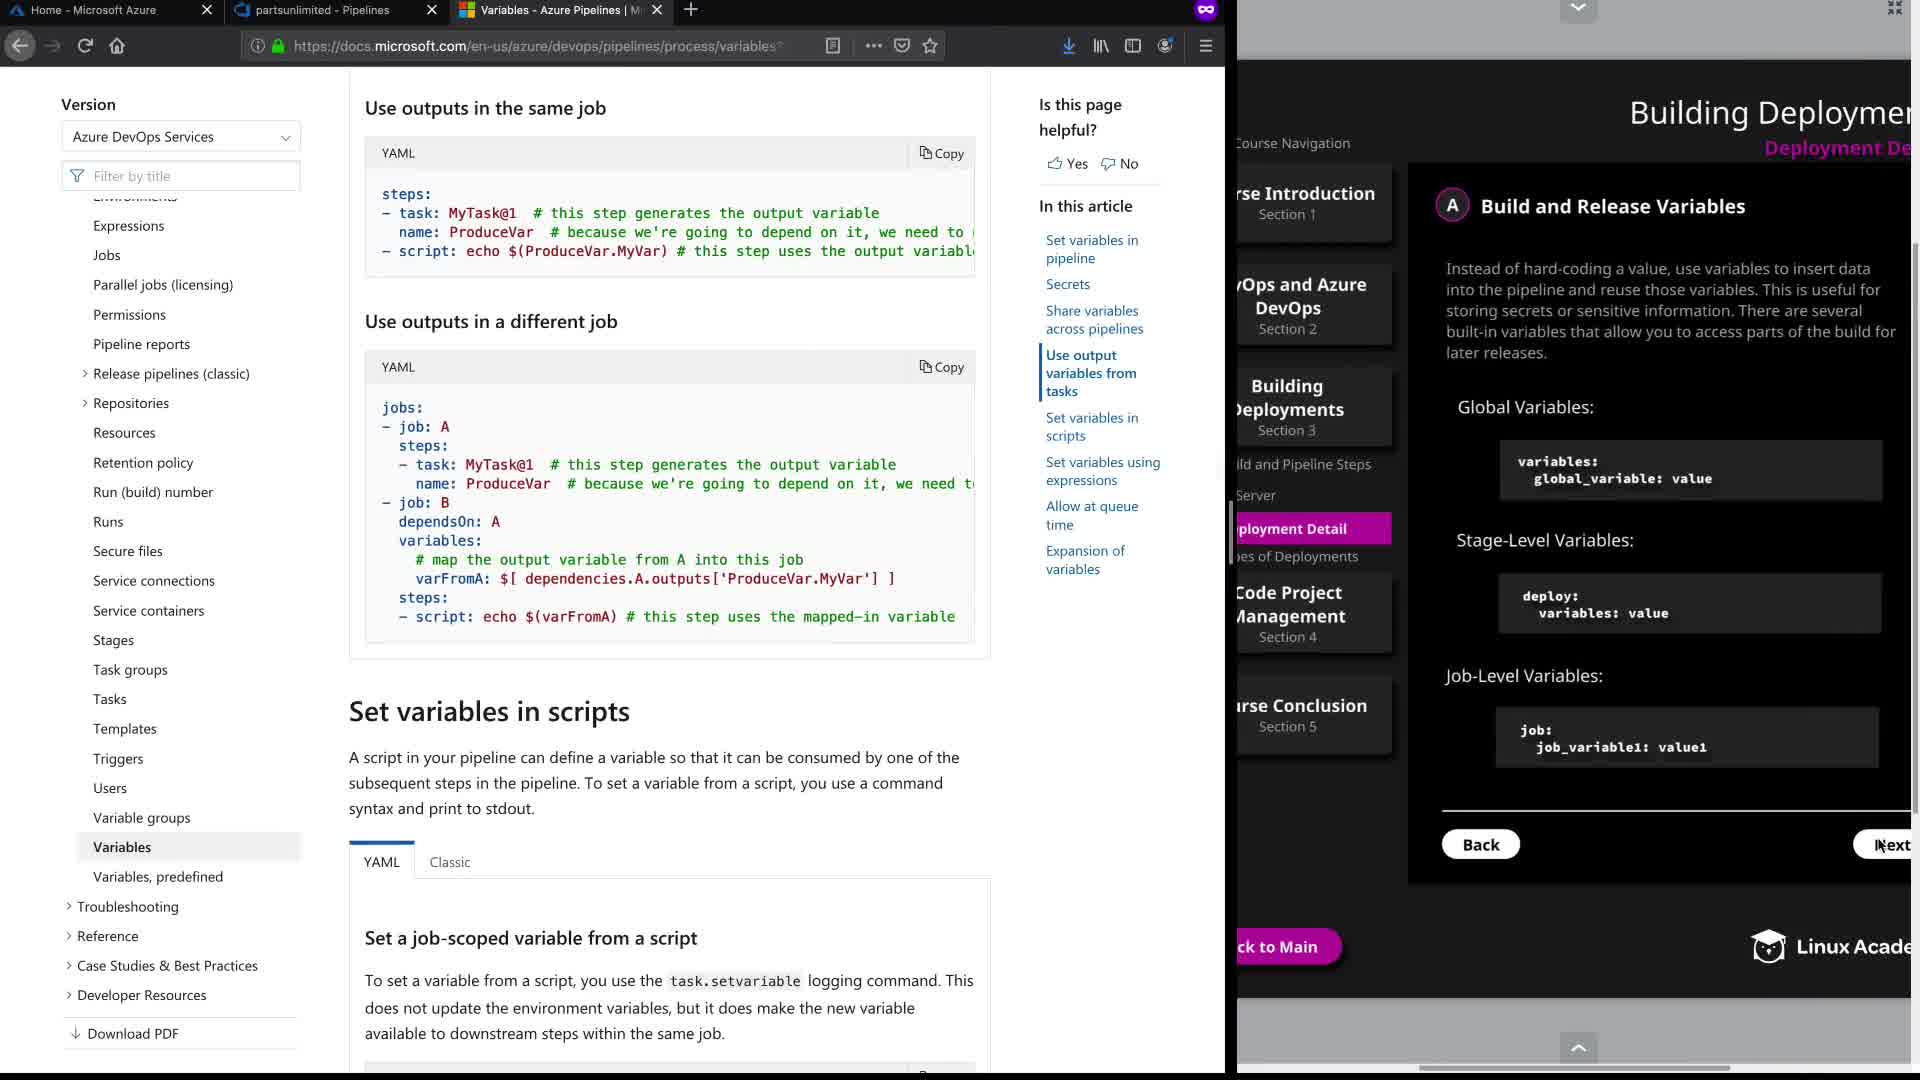 Home - Microsoft Azure
partsunlimited - Pipelines
Variables - Azure Pipelines | M
https://docs.microsoft.com/en-us/azure/devops/pipelines/process/variables?
Version
Azure DevOps Services
Filter by title
Environments
Expressions
Jobs
Parallel jobs (licensing)
Permissions
Pipeline reports
Release pipelines (classic)
Repositories
Resources
Retention policy
Run (build) number
Runs
Secure files
Service connections
Service containers
Stages
Task groups
Tasks
Templates
Triggers
Users
Variable groups
Variables
Variables, predefined
Troubleshooting
Reference
Case Studies & Best Practices
Developer Resources
Download PDF
Use outputs in the same job
YAML
Copy
steps:
- task: MyTask@1  # this step generates the output variable
  name: ProduceVar  # because we're going to depend on it, we need to
- script: echo $(ProduceVar.MyVar) # this step uses the output variabl
Use outputs in a different job
YAML
Copy
jobs:
- job: A
  steps:
  - task: MyTask@1  # this step generates the output variable
    name: ProduceVar  # because we're going to depend on it, we need t
- job: B
  dependsOn: A
  variables:
    # map the output variable from A into this job
    varFromA: $[ dependencies.A.outputs['ProduceVar.MyVar'] ]
  steps:
  - script: echo $(varFromA) # this step uses the mapped-in variable
Set variables in scripts
A script in your pipeline can define a variable so that it can be consumed by one of the
subsequent steps in the pipeline. To set a variable from a script, you use a command
syntax and print to stdout.
YAML
Classic
Set a job-scoped variable from a script
To set a variable from a script, you use the task.setvariable logging command. This
does not update the environment variables, but it does make the new variable
available to downstream steps within the same job.
Is this page
helpful?
Yes
No
In this article
Set variables in
pipeline
Secrets
Share variables
across pipelines
Use output
variables from
tasks
Set variables in
scripts
Set variables using
expressions
Allow at queue
time
Expansion of
variables
Building Deploymen
Deployment De
Course Navigation
rse Introduction
Section 1
vOps and Azure
DevOps
Section 2
Building
Deployments
Section 3
ild and Pipeline Steps
Server
ployment Detail
pes of Deployments
Code Project
Management
Section 4
urse Conclusion
Section 5
ck to Main
A
Build and Release Variables
Instead of hard-coding a value, use variables to insert data
into the pipeline and reuse those variables. This is useful for
storing secrets or sensitive information. There are several
built-in variables that allow you to access parts of the build for
later releases.
Global Variables:
variables:
  global_variable: value
Stage-Level Variables:
deploy:
  variables: value
Job-Level Variables:
job:
  job_variable1: value1
Back
Next
Linux Acade